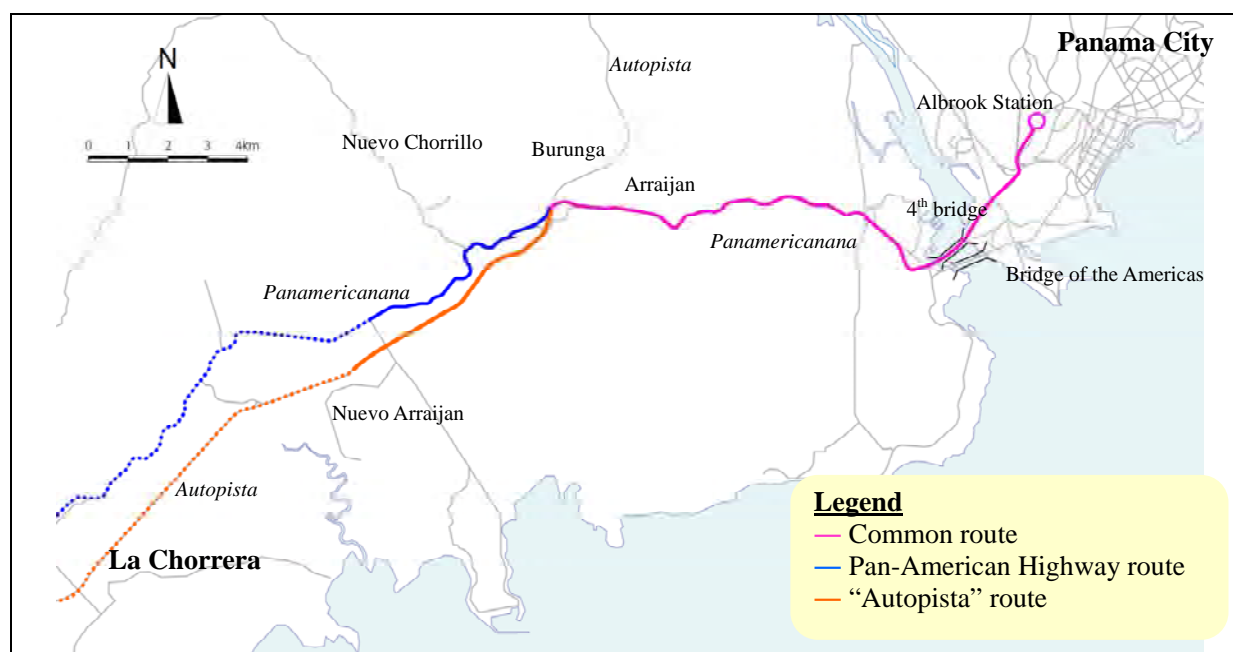 Panama City
N
Autopista
Albrook Station
Nuevo Chorrillo
Burunga
0 1 2 3 4km
Arraijan
4th bridge
Panamericanana
Bridge of the Americas
Panamericanana
Nuevo Arraijan
Autopista
La Chorrera
Legend
Common route
Pan-American Highway route
“Autopista” route